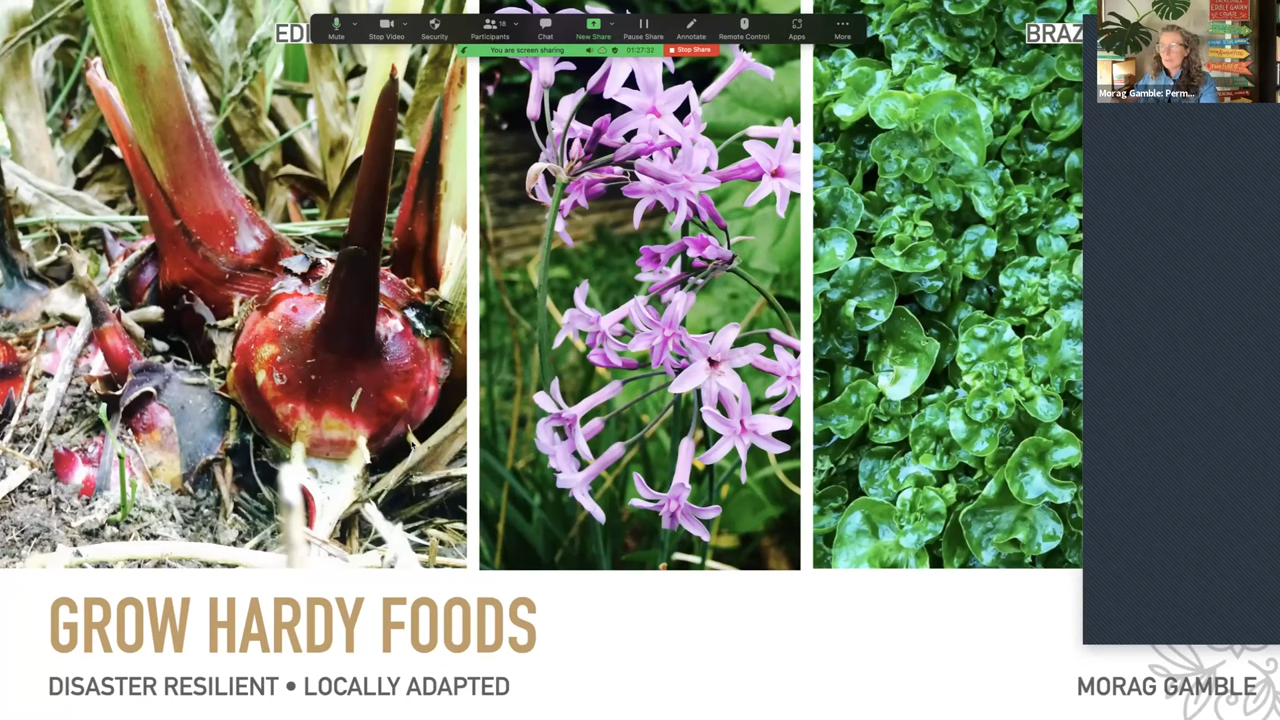 EDI
BRAZ
Mute
Stop Video
Security
Participants
18
Chat
New Share
Pause Share
Annotate
Remote Control
Apps
More
You are screen sharing
01:27:32
Stop Share
Morag Gamble: Perm...
GROW HARDY FOODS
DISASTER RESILIENT • LOCALLY ADAPTED
MORAG GAMBLE